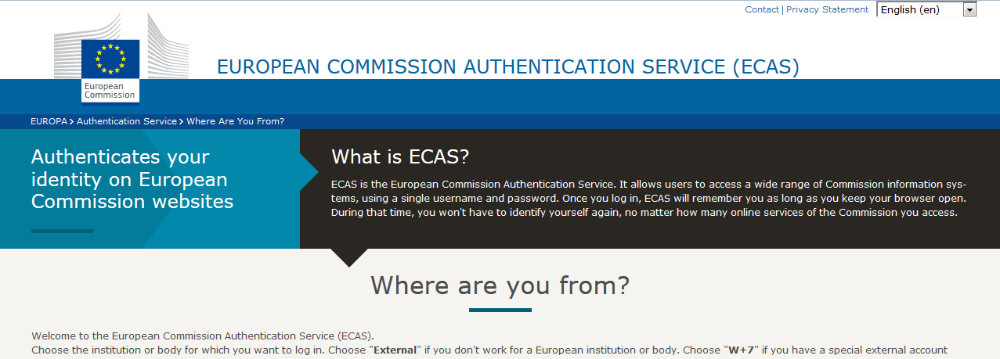 Contact | Privacy Statement English (en)
European
Commission
EUROPEAN COMMISSION AUTHENTICATION SERVICE (ECAS)
EUROPA > Authentication Service > Where Are You From?
Authenticates your
identity on European
Commission websites
What is ECAS?
ECAS is the European Commission Authentication Service. It allows users to access a wide range of Commission information sys-
tems, using a single username and password. Once you log in, ECAS will remember you as long as you keep your browser open.
During that time, you won't have to identify yourself again, no matter how many online services of the Commission you access.
Where are you from?
Welcome to the European Commission Authentication Service (ECAS).
Choose the institution or body for which you want to log in. Choose "External" if you don't work for a European institution or body. Choose "W+7" if you have a special external account